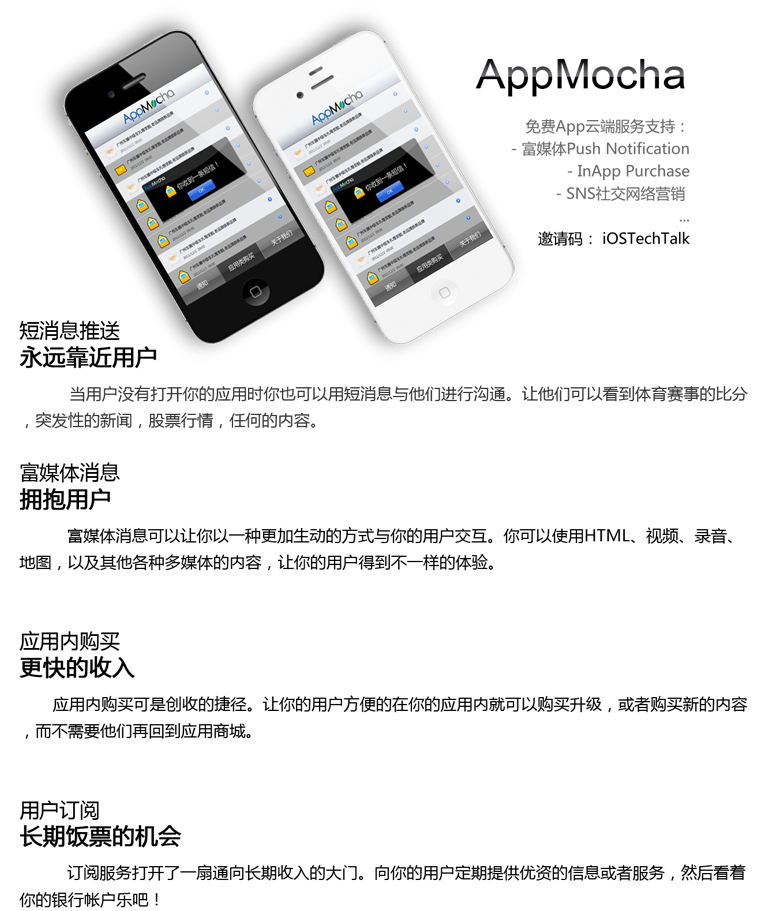 AppMocha
免费App云端服务支持：
- 富媒体Push Notification
- InApp Purchase
- SNS社交网络营销
...
邀请码： iOSTechTalk
AppMocha
Mocha
你收到一条短信！
OK
通知
应用类购买
关于我们
AppMocha
Mocha
你收到一条短信！
OK
通知
应用类购买
关于我们
短消息推送
永远靠近用户
当用户没有打开你的应用时你也可以用短消息与他们进行沟通。让他们可以看到体育赛事的比分
，突发性的新闻，股票行情，任何的内容。
富媒体消息
拥抱用户
富媒体消息可以让你以一种更加生动的方式与你的用户交互。你可以使用HTML、视频、录音、
地图，以及其他各种多媒体的内容，让你的用户得到不一样的体验。
应用内购买
更快的收入
应用内购买可是创收的捷径。让你的用户方便的在你的应用内就可以购买升级，或者购买新的内容
，而不需要他们再回到应用商城。
用户订阅
长期饭票的机会
订阅服务打开了一扇通向长期收入的大门。向你的用户定期提供优资的信息或者服务，然后看着
你的银行帐户乐吧！